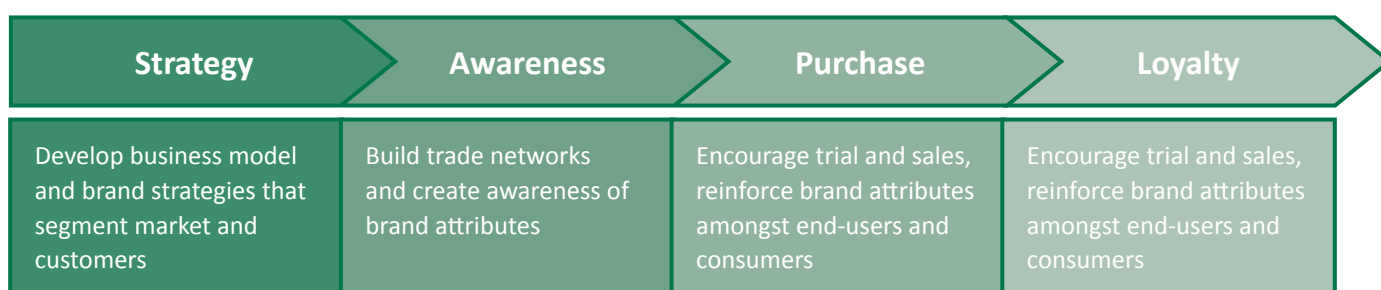 Strategy
Awareness
Purchase
Loyalty
Develop business model
and brand strategies that
segment market and
customers
Build trade networks
and create awareness of
brand attributes
Encourage trial and sales,
reinforce brand attributes
amongst end-users and
consumers
Encourage trial and sales,
reinforce brand attributes
amongst end-users and
consumers